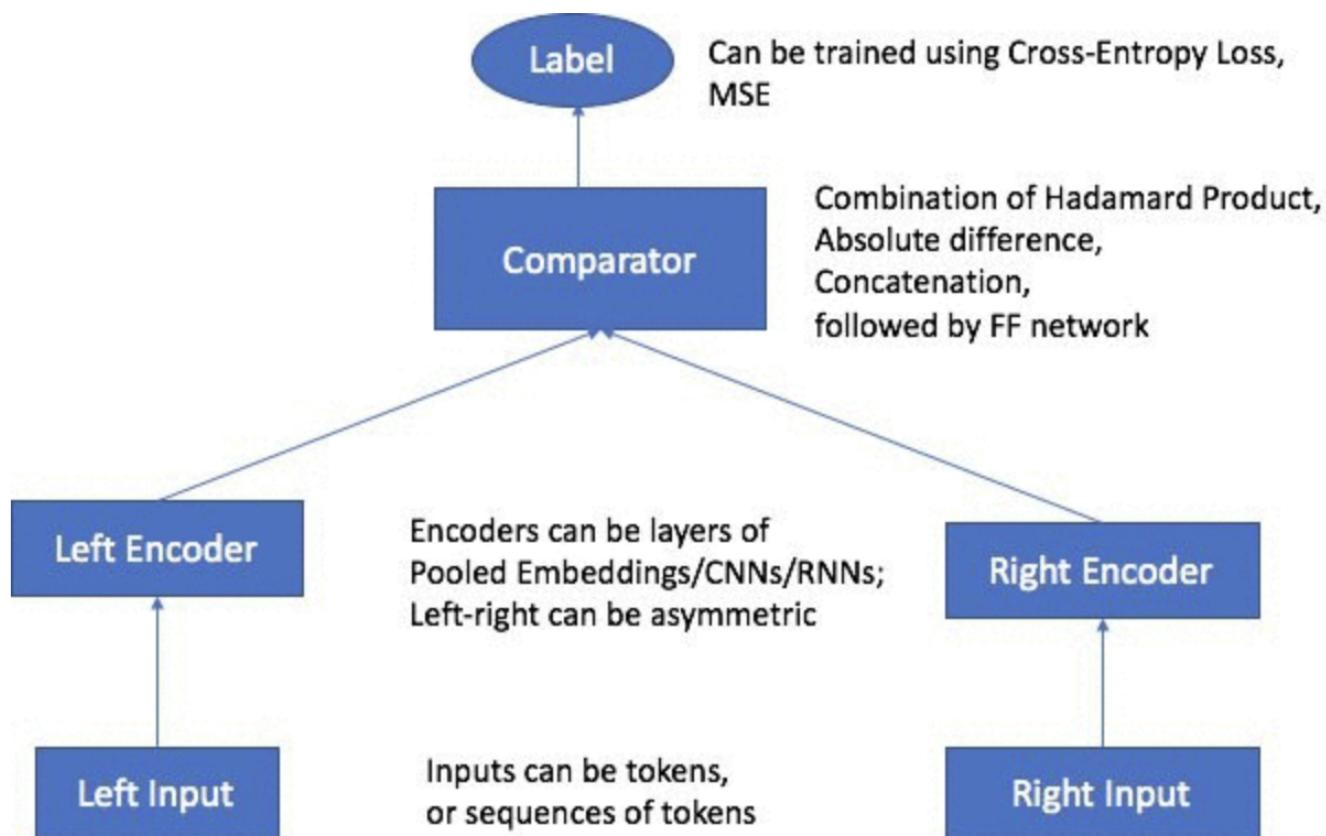 Label
Can be trained using Cross-Entropy Loss,
MSE
Comparator
Combination of Hadamard Product,
Absolute difference,
Concatenation,
followed by FF network
Left Encoder
Encoders can be layers of
Pooled Embeddings/CNNs/RNNs;
Left-right can be asymmetric
Right Encoder
Left Input
Inputs can be tokens,
or sequences of tokens
Right Input